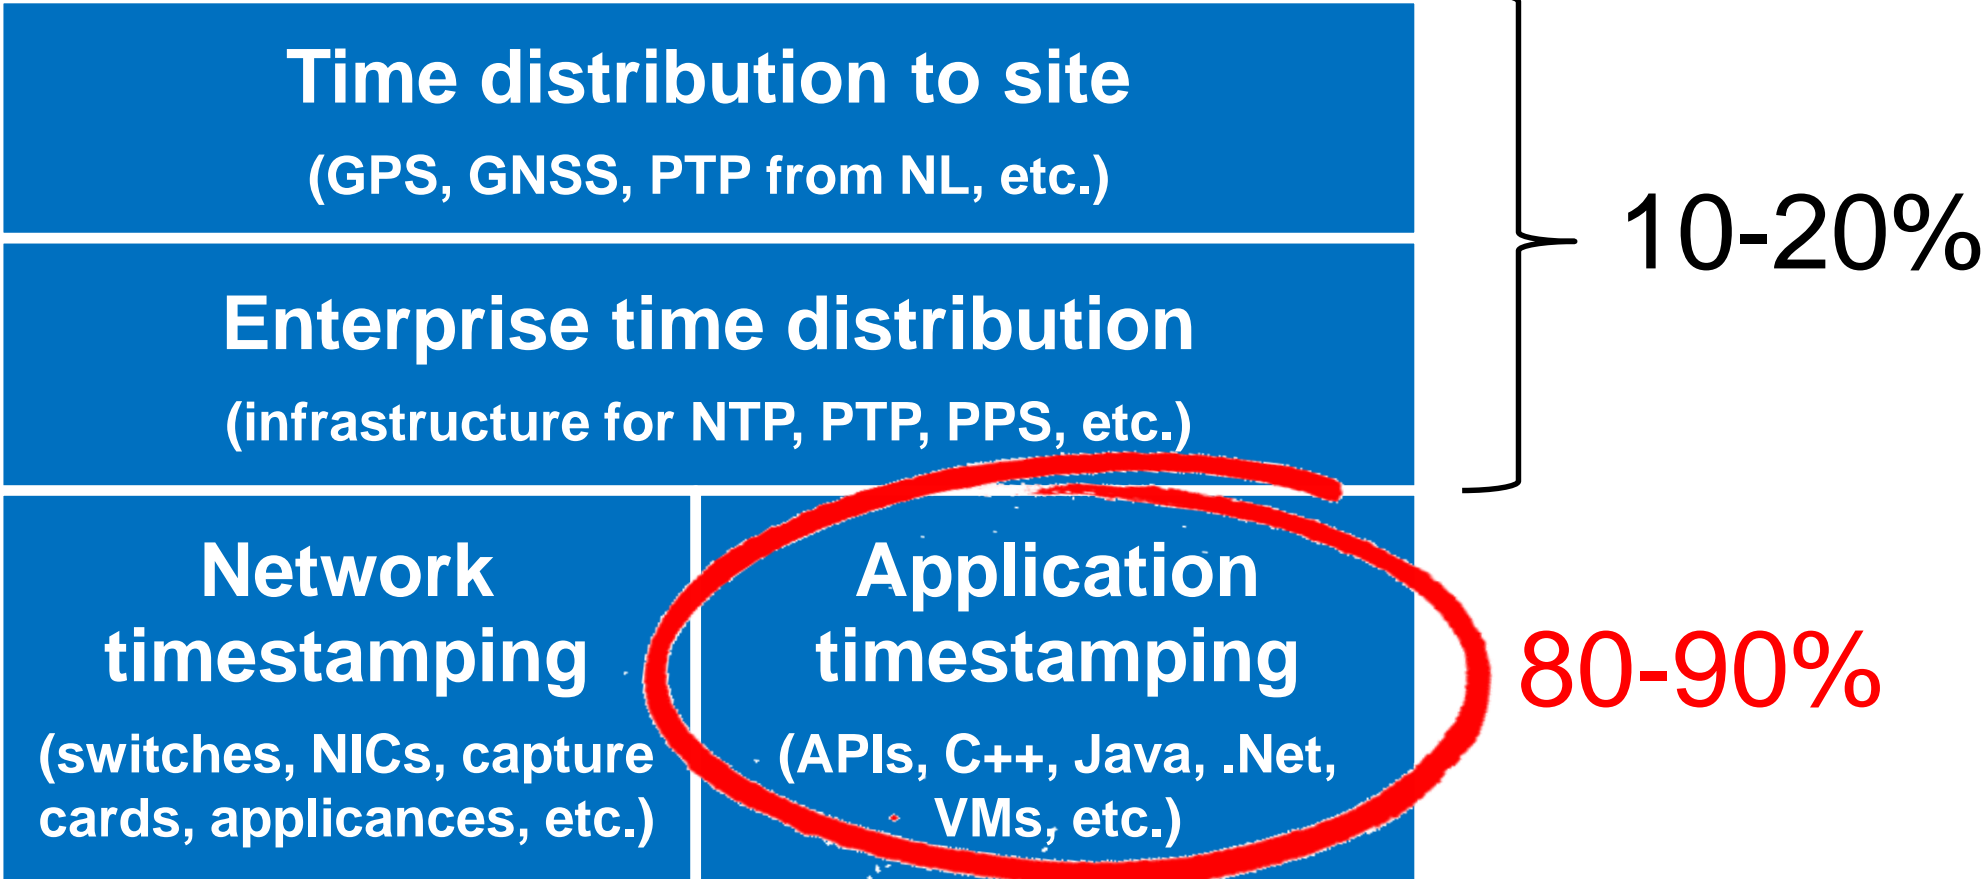 Time distribution to site
(GPS, GNSS, PTP from NL, etc.)
10-20%
Enterprise time distribution
(infrastructure for NTP, PTP, PPS, etc.)
Network
timestamping
(switches, NICs, capture
cards, applicances, etc.)
Application
timestamping
(APIs, C++, Java, .Net,
VMs, etc.)
80-90%